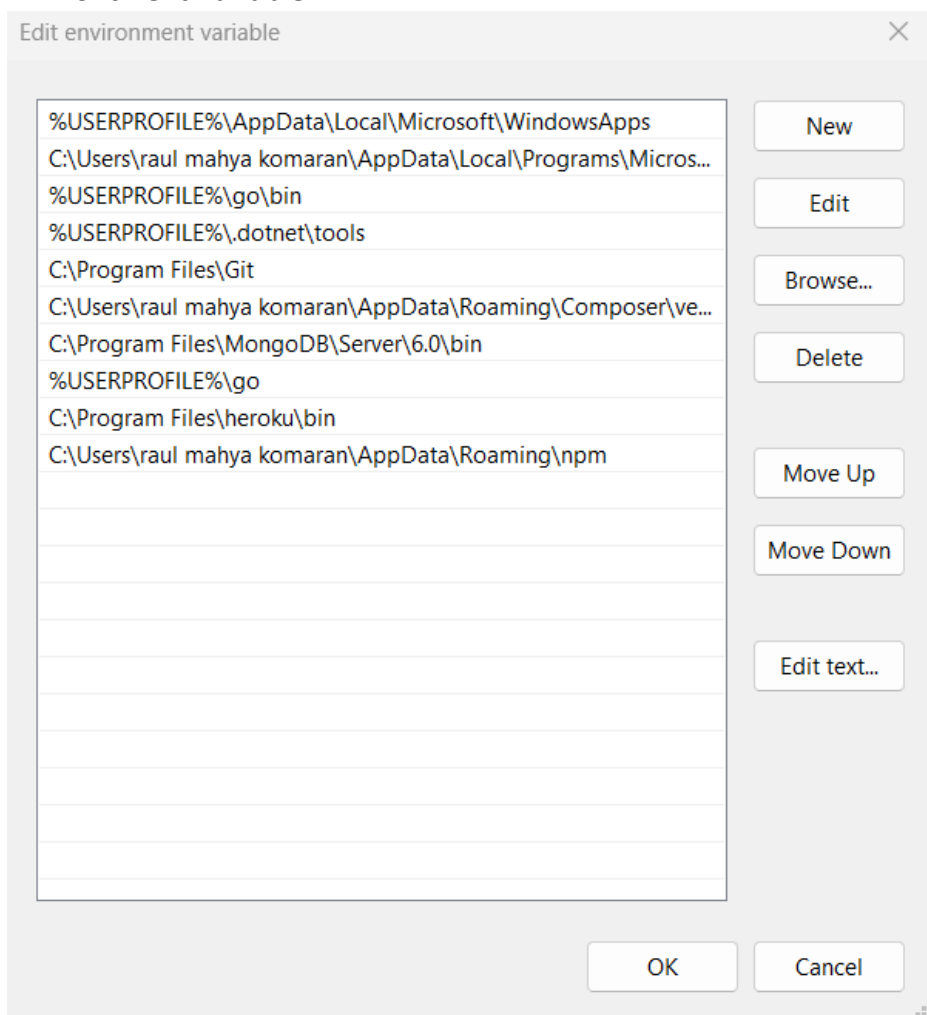 Edit environment variable
%USERPROFILE%\AppData\Local\Microsoft\WindowsApps
New
C:\Users\raul mahya komaran\AppData\Local\Programs\Micros...
%USERPROFILE%\go\bin
Edit
%USERPROFILE%\.dotnet\tools
C:\Program Files\Git
Browse...
C:\Users\raul mahya komaran\AppData\Roaming\Composer\ve...
C:\Program Files\MongoDB\Server\6.0\bin
Delete
%USERPROFILE%\go
C:\Program Files\heroku\bin
C:\Users\raul mahya komaran\AppData\Roaming\npm
Move Up
Move Down
Edit text...
OK
Cancel